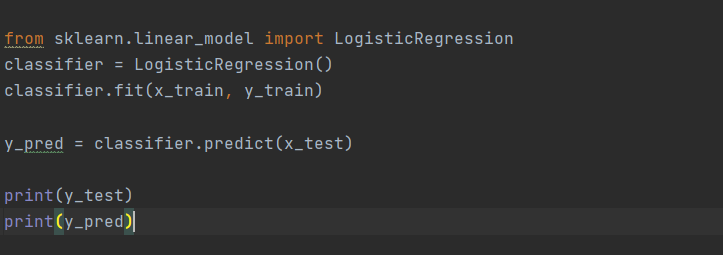 from sklearn.linear_model import LogisticRegression
classifier = LogisticRegression()
classifier.fit(x_train, y_train)
y_pred = classifier.predict(x_test)
print(y_test)
print(y_pred)